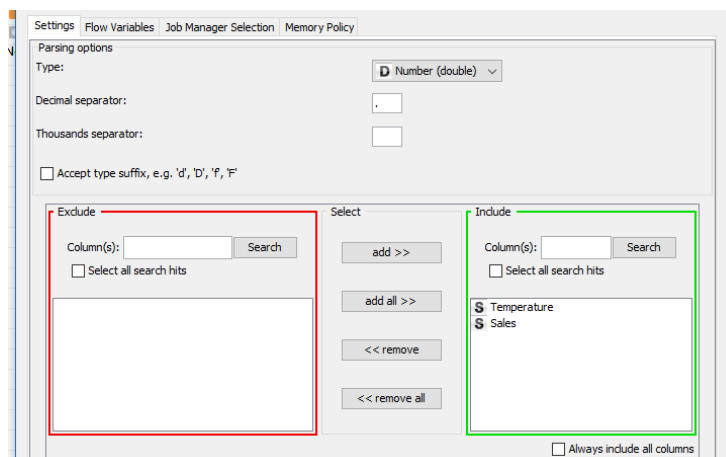 Settings Flow Variables Job Manager Selection Memory Policy
Parsing options
Type:
D Number (double)
Decimal separator:
.
Thousands separator:
Accept type suffix, e.g. 'd', 'D', 'f', 'F'
Exclude
Column(s): Search
Select all search hits
Select
add >>
add all >>
<< remove
<< remove all
Include
Column(s): Search
Select all search hits
S Temperature
S Sales
Always include all columns